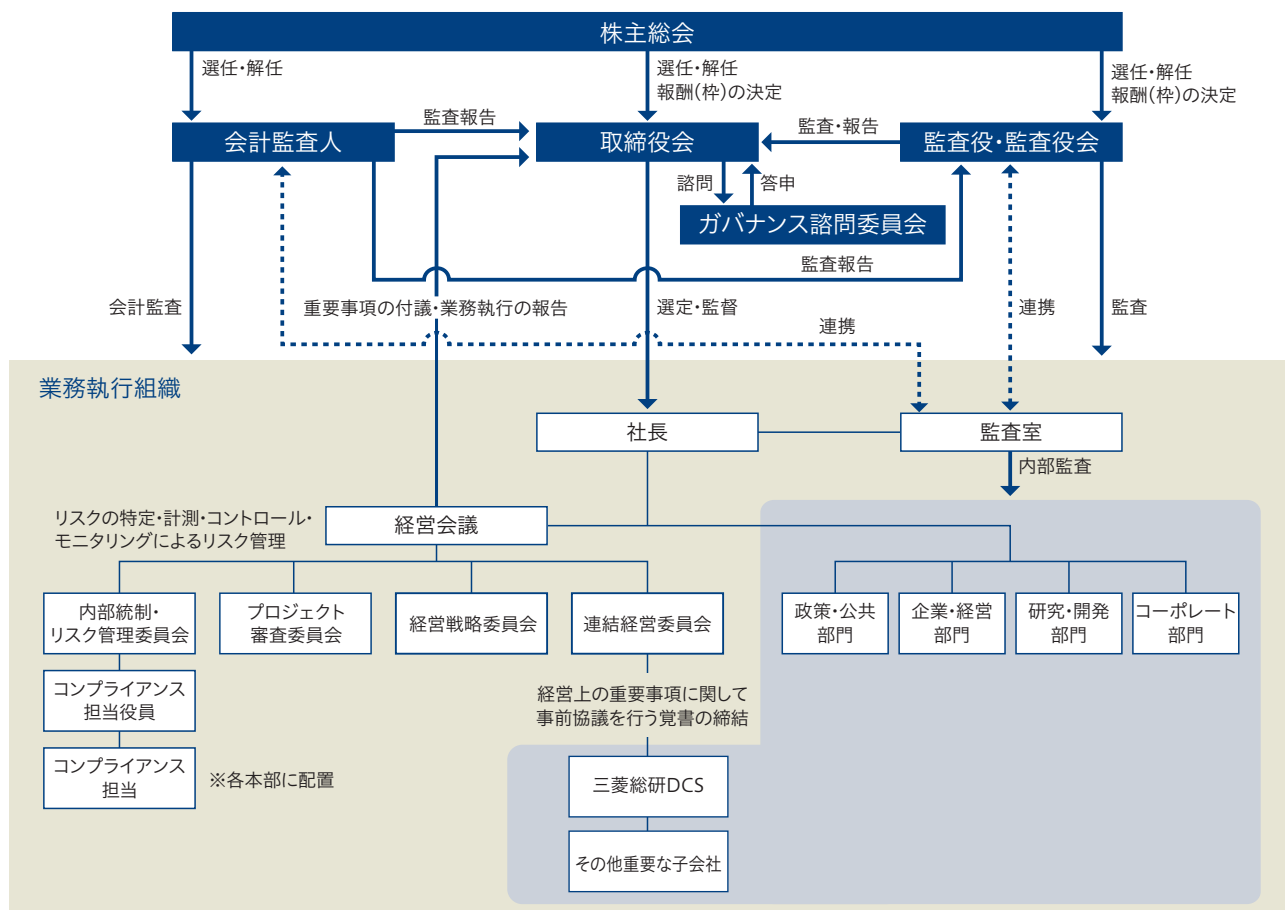 株主総会
選任・解任
選任・解任
報酬(枠)の決定
選任・解任
報酬(枠)の決定
会計監査人
監査報告
取締役会
監査・報告
監査役・監査役会
諮問
答申
ガバナンス諮問委員会
監査報告
会計監査
重要事項の付議・業務執行の報告
選定・監督
連携
連携
監査
業務執行組織
社長
監査室
内部監査
リスクの特定・計測・コントロール・
モニタリングによるリスク管理
経営会議
内部統制・
リスク管理委員会
プロジェクト
審査委員会
経営戦略委員会
連結経営委員会
政策・公共
部門
企業・経営
部門
研究・開発
部門
コーポレート
部門
コンプライアンス
担当役員
経営上の重要事項に関して
事前協議を行う覚書の締結
コンプライアンス
担当
※各本部に配置
三菱総研DCS
その他重要な子会社